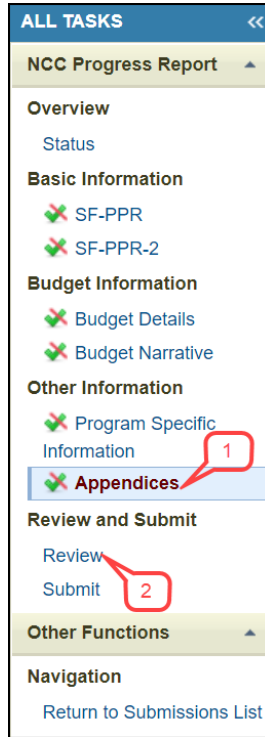 ALL TASKS
NCC Progress Report
Overview
Status
Basic Information
SF-PPR
SF-PPR-2
Budget Information
Budget Details
Budget Narrative
Other Information
Program Specific
Information
1
Appendices
Review and Submit
Review
Submit
2
Other Functions
Navigation
Return to Submissions List